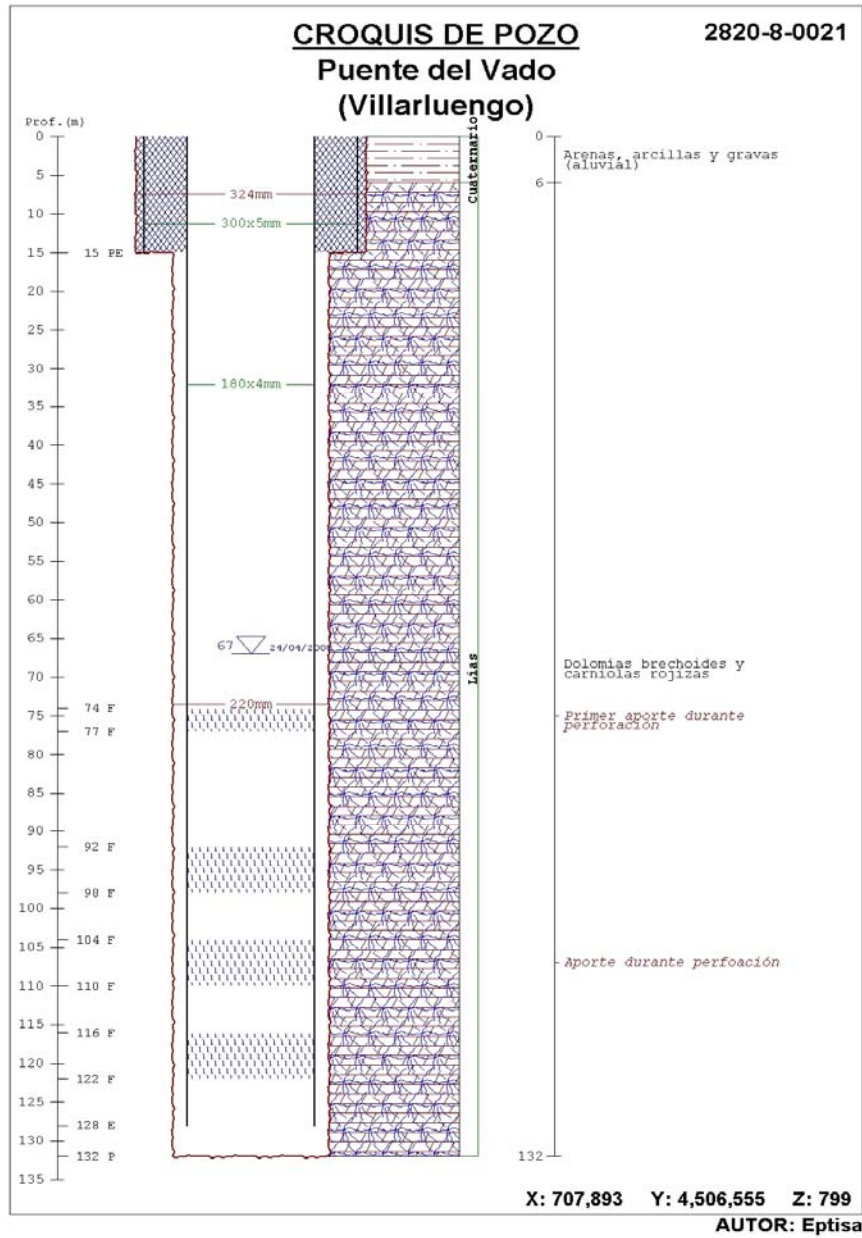 CROQUIS DE POZO
2820-8-0021
Puente del Vado
(Villarluengo)
Prof.(m)
0
5
10
15
20
25
30
35
40
45
50
55
60
65
70
75
80
85
90
95
100
105
110
115
120
125
130
135
15 PE
74 F
77 F
92 F
98 F
104 F
110 F
116 F
122 F
128 E
132 P
324mm
300x5mm
180x4mm
67
220mm
Cuaternario
Lias
0
6
132
Arenas, arcillas y gravas
(aluvial)
Dolomias brechoides y
carniolas rojizas
Primer aporte durante
perforación
Aporte durante perfoación
X: 707,893 Y: 4,506,555 Z: 799
AUTOR: Eptisa